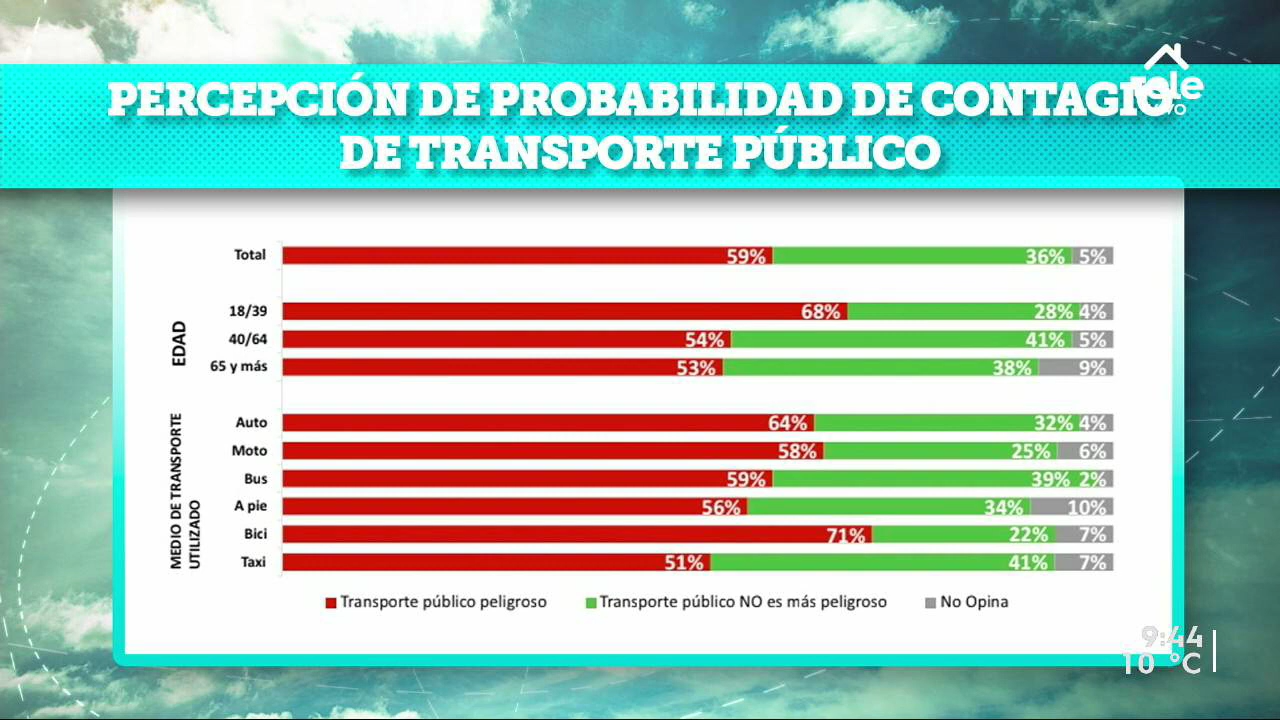 PERCEPCIÓN DE PROBABILIDAD DE CONTAGIO
DE TRANSPORTE PÚBLICO
Total 59% 36% 5%
EDAD
18/39 68% 28% 4%
40/64 54% 41% 5%
65 y más 53% 38% 9%
MEDIO DE TRANSPORTE
UTILIZADO
Auto 64% 32% 4%
Moto 58% 25% 6%
Bus 59% 39% 2%
A pie 56% 34% 10%
Bici 71% 22% 7%
Taxi 51% 41% 7%
Transporte público peligroso Transporte público NO es más peligroso No Opina
9:44
10 °C